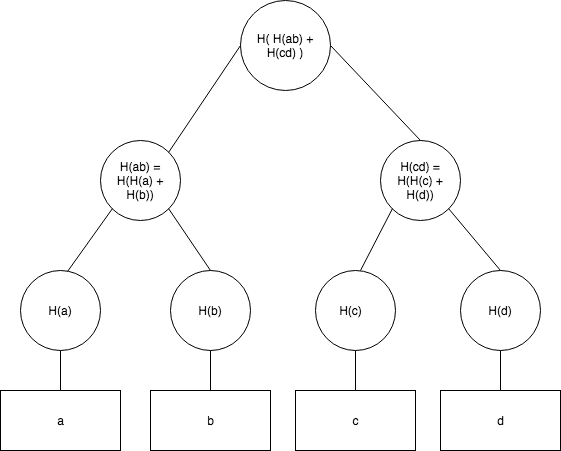 H( H(ab) +
H(cd) )
H(ab) =
H(H(a) +
H(b))
H(cd) =
H(H(c) +
H(d))
H(a)
H(b)
H(c)
H(d)
a
b
c
d